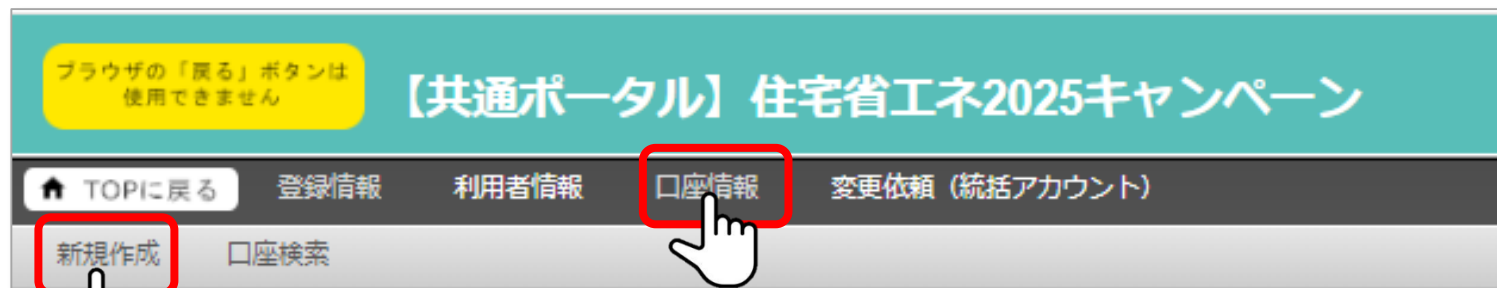 ブラウザの「戻る」ボタンは
使用できません
【共通ポータル】住宅省エネ2025キャンペーン
TOPに戻る 登録情報 利用者情報 口座情報 変更依頼（統括アカウント）
新規作成 口座検索